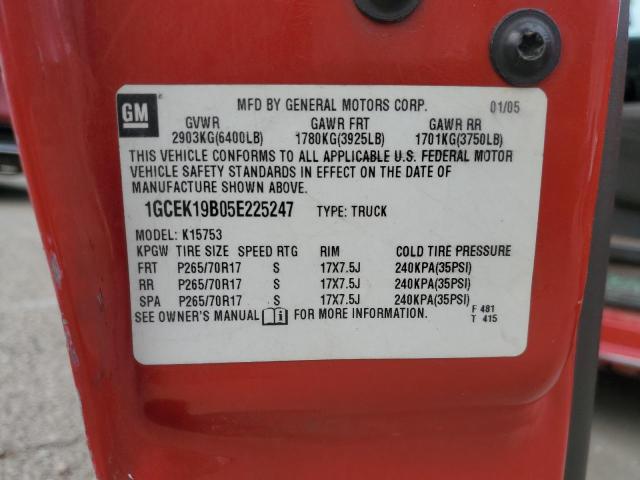 GM
MFD BY GENERAL MOTORS CORP. 01/05
GVWR GAWR FRT GAWR RR
2903KG(6400LB) 1780KG(3925LB) 1701KG(3750LB)
THIS VEHICLE CONFORMS TO ALL APPLICABLE U.S. FEDERAL MOTOR
VEHICLE SAFETY STANDARDS IN EFFECT ON THE DATE OF
MANUFACTURE SHOWN ABOVE.
1GCEK19B05E225247 TYPE: TRUCK
MODEL: K15753
KPGW TIRE SIZE SPEED RTG RIM COLD TIRE PRESSURE
FRT P265/70R17 S 17X7.5J 240KPA(35PSI)
RR P265/70R17 S 17X7.5J 240KPA(35PSI)
SPA P265/70R17 S 17X7.5J 240KPA(35PSI)
SEE OWNER'S MANUAL FOR MORE INFORMATION. F 481
T 415